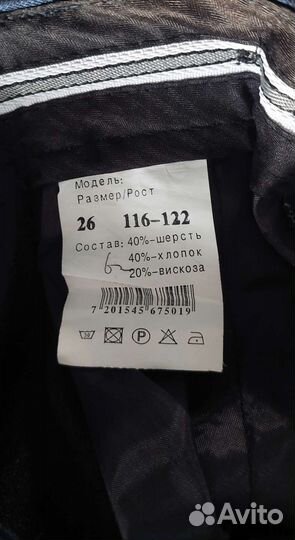 Модель:
Размер/Рост
26 116-122
Состав: 40%-шерсть
40%-хлопок
20%-вискоза
7 201545 675019
P
Avito